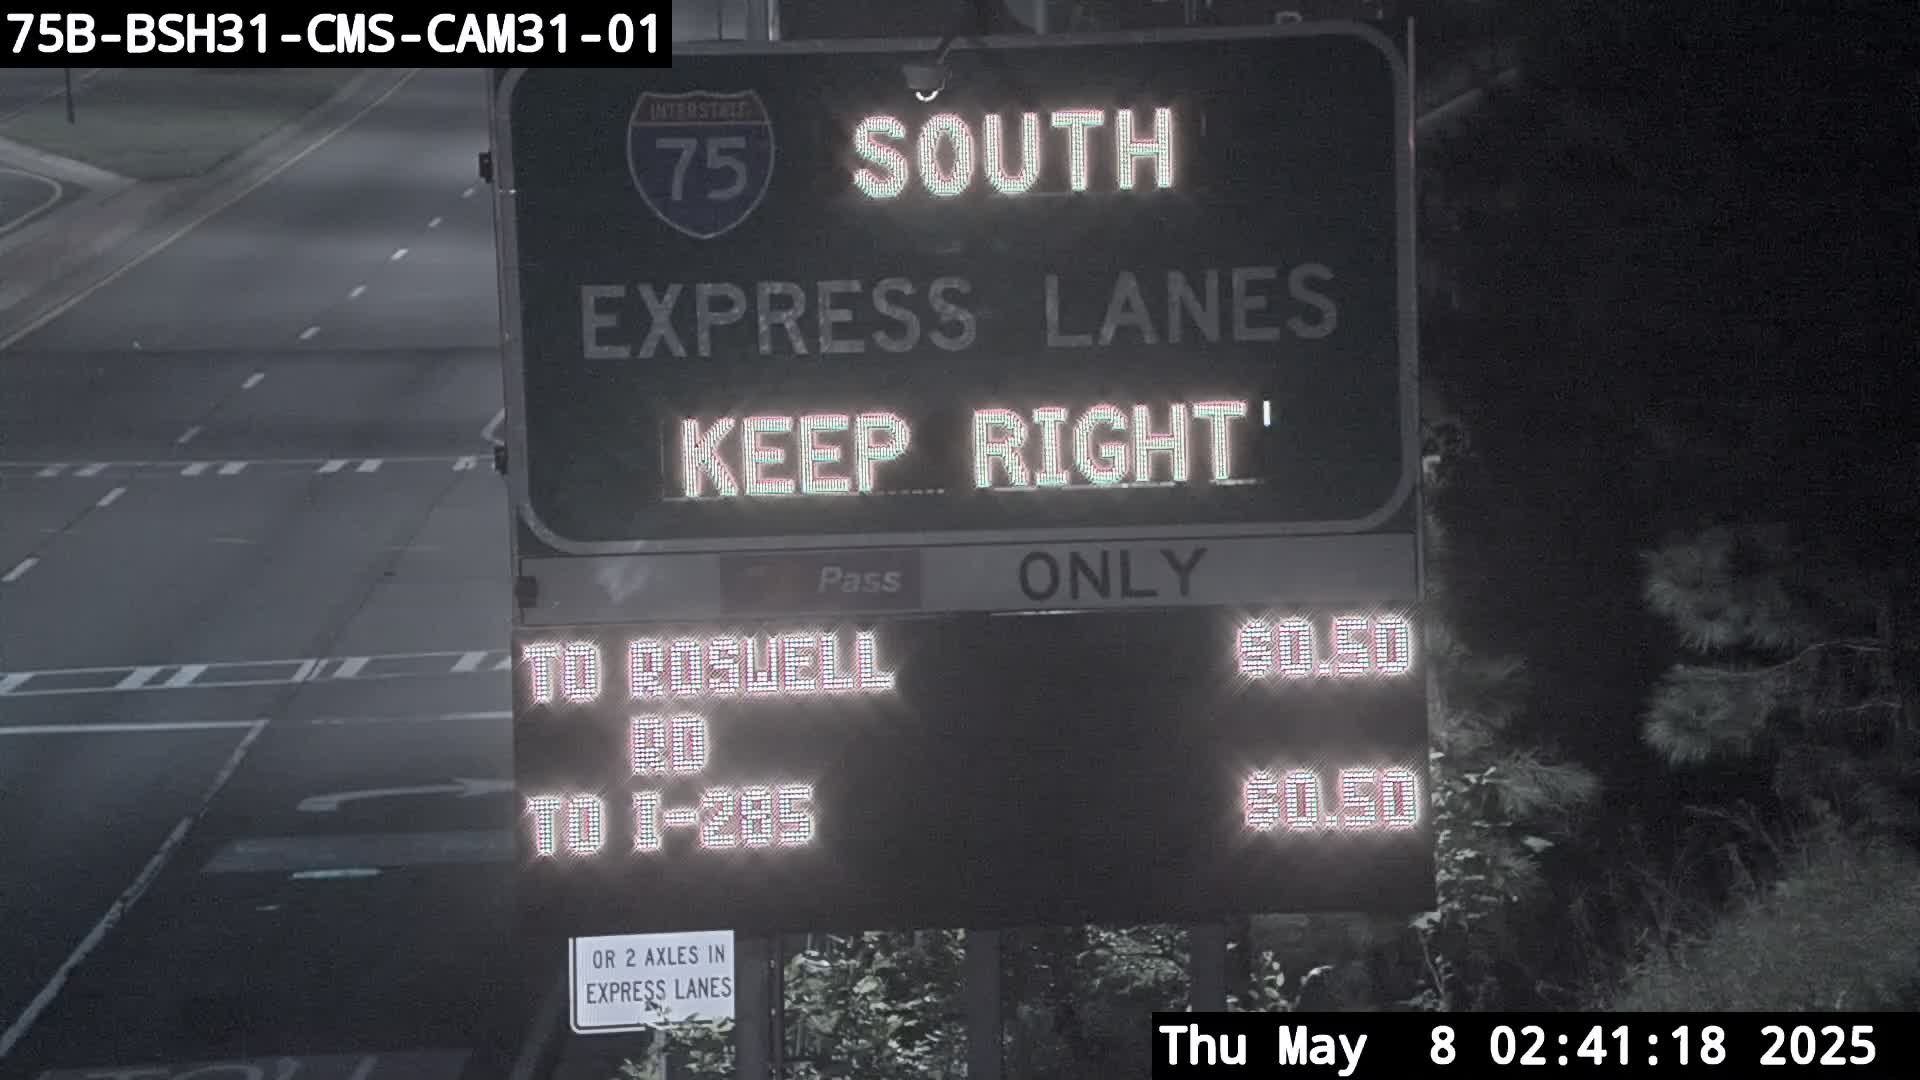 75B-BSH31-CMS-CAM31-01
INTERSTATE
75
SOUTH
EXPRESS LANES
KEEP RIGHT
Pass ONLY
TO ROSWELL $0.50
RD
TO I-285 $0.50
OR 2 AXLES IN
EXPRESS LANES
Thu May 8 02:41:18 2025